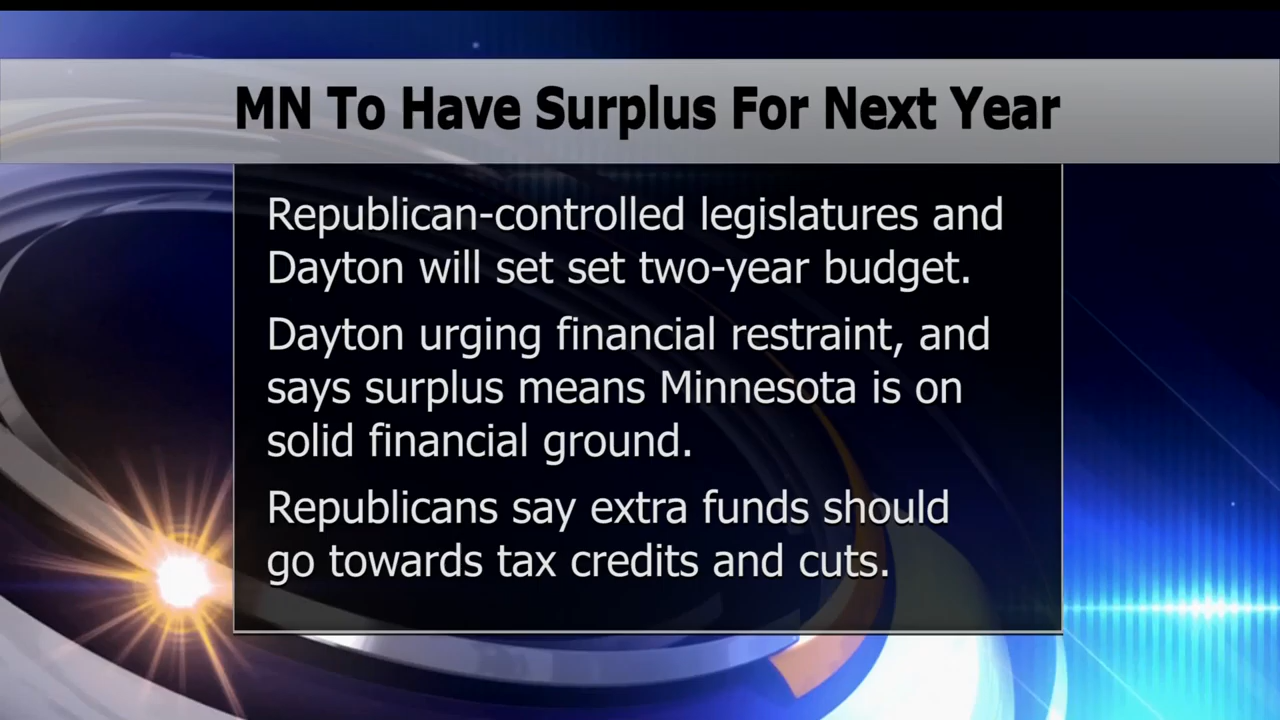 MN To Have Surplus For Next Year
Republican-controlled legislatures and
Dayton will set set two-year budget.
Dayton urging financial restraint, and
says surplus means Minnesota is on
solid financial ground.
Republicans say extra funds should
go towards tax credits and cuts.